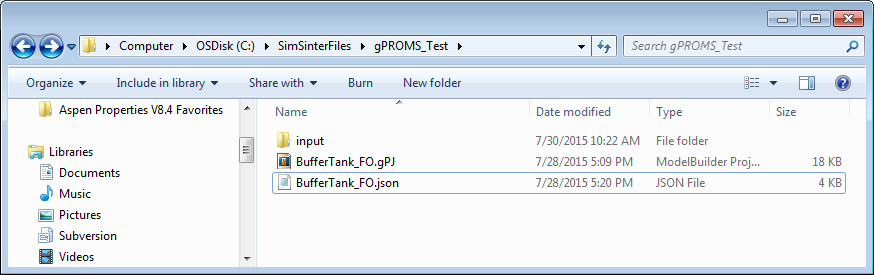 Computer OSDisk (C:) SimSinterFiles gPROMS_Test Search gPROMS_Test
Organize Include in library Share with Burn New folder
Aspen Properties V8.4 Favorites
Libraries
Documents
Music
Pictures
Subversion
Videos
Name Date modified Type Size
input 7/30/2015 10:22 AM File folder
BufferTank_FO.gPJ 7/28/2015 5:09 PM ModelBuilder Proj... 18 KB
BufferTank_FO.json 7/28/2015 5:20 PM JSON File 4 KB